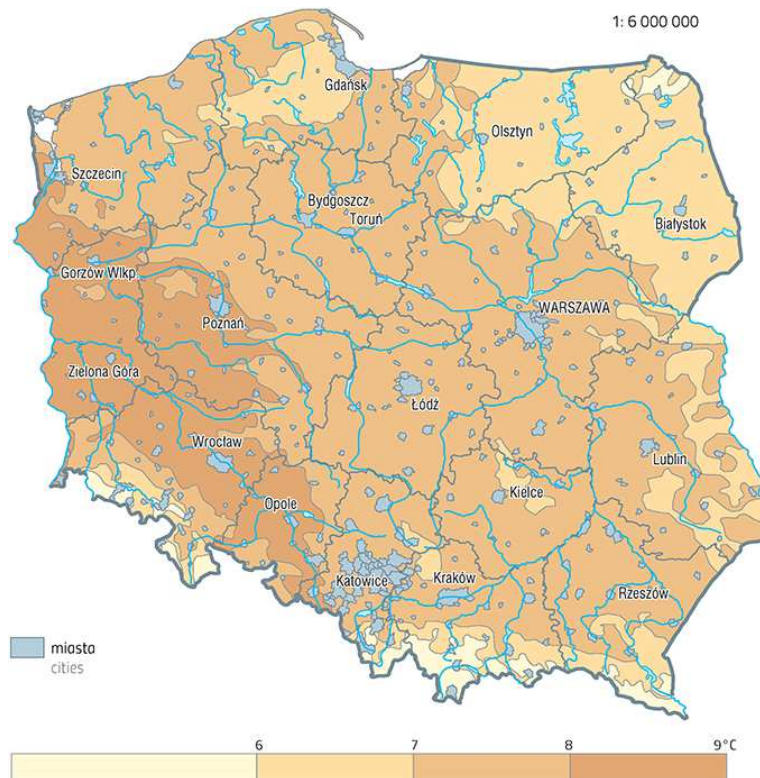 1: 6 000 000
Gdańsk
Olsztyn
Szczecin
Bydgoszcz
Toruń
Białystok
Gorzów Wlkp.
Poznań
WARSZAWA
Zielona Góra
Łódź
Wrocław
Lublin
Opole
Kielce
Katowice
Kraków
Rzeszów
miasta
cities
6 7 8 9°C